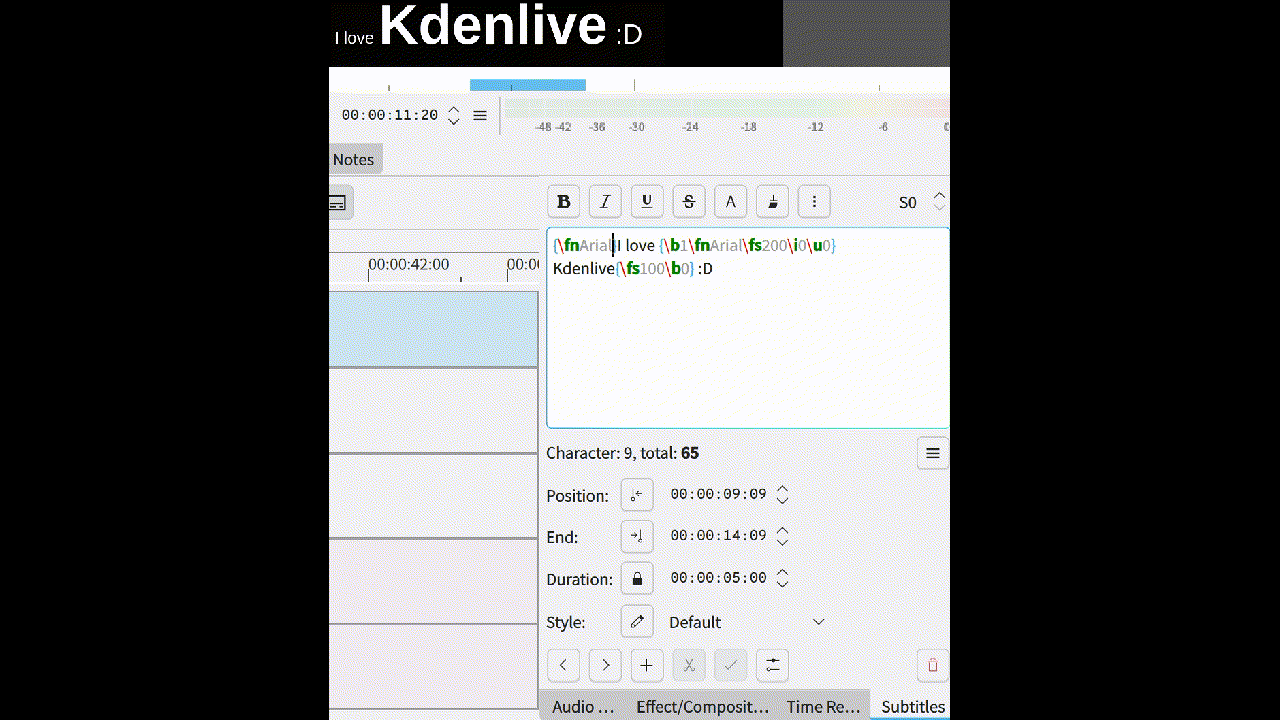 I love Kdenlive :D
00:00:11:20
-48 -42 -36 -30 -24 -18 -12 -6 0
Notes
B I U S A S0
{\fnArial}I love {\b1\fnArial\fs200\i0\u0}
Kdenlive{\fs100\b0} :D
00:00:42:00 00:0
Character: 9, total: 65
Position: 00:00:09:09
End: 00:00:14:09
Duration: 00:00:05:00
Style: Default
Audio ... Effect/Composit... Time Re... Subtitles